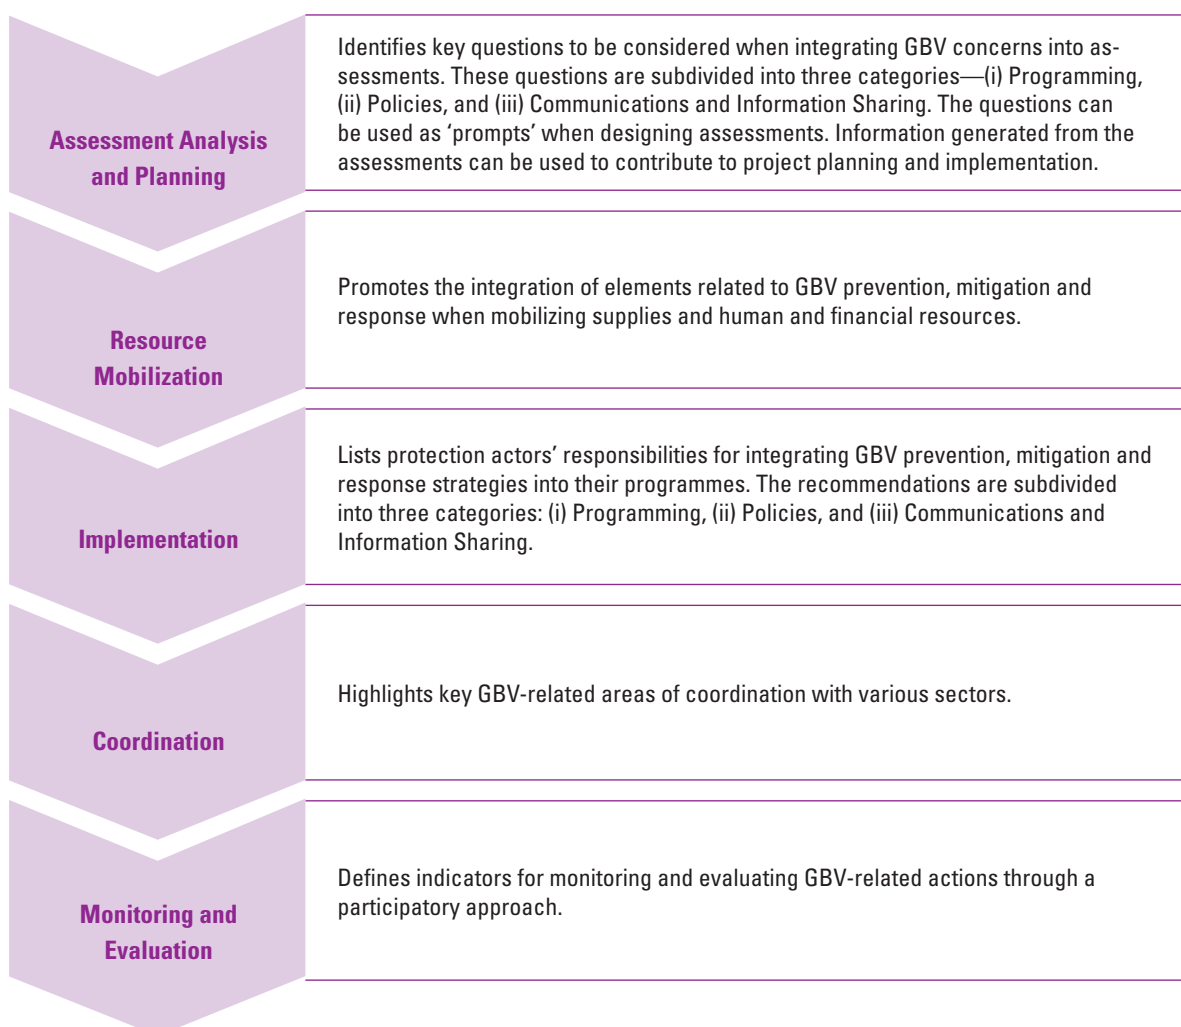 Assessment Analysis
and Planning
Identifies key questions to be considered when integrating GBV concerns into as-
sessments. These questions are subdivided into three categories—(i) Programming,
(ii) Policies, and (iii) Communications and Information Sharing. The questions can
be used as ‘prompts’ when designing assessments. Information generated from the
assessments can be used to contribute to project planning and implementation.
Resource
Mobilization
Promotes the integration of elements related to GBV prevention, mitigation and
response when mobilizing supplies and human and financial resources.
Implementation
Lists protection actors’ responsibilities for integrating GBV prevention, mitigation and
response strategies into their programmes. The recommendations are subdivided
into three categories: (i) Programming, (ii) Policies, and (iii) Communications and
Information Sharing.
Coordination
Highlights key GBV-related areas of coordination with various sectors.
Monitoring and
Evaluation
Defines indicators for monitoring and evaluating GBV-related actions through a
participatory approach.